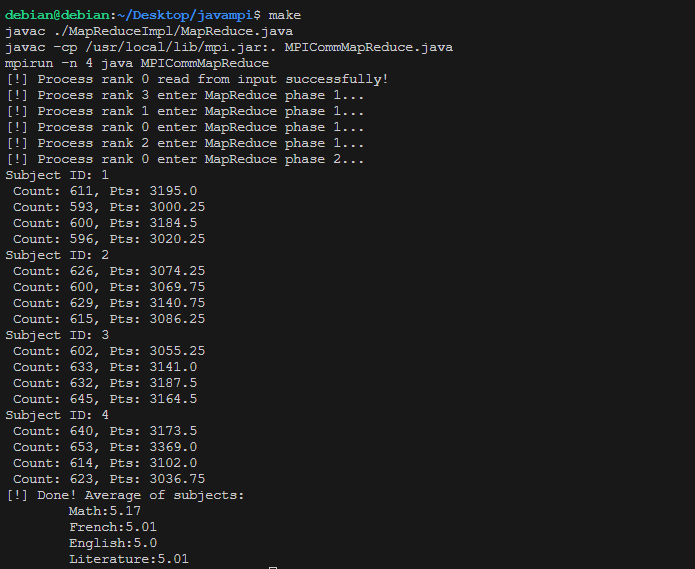 debian@debian:~/Desktop/javampi$ make
javac ./MapReduceImpl/MapReduce.java
javac -cp /usr/local/lib/mpi.jar:. MPICommMapReduce.java
mpirun -n 4 java MPICommMapReduce
[!] Process rank 0 read from input successfully!
[!] Process rank 3 enter MapReduce phase 1...
[!] Process rank 1 enter MapReduce phase 1...
[!] Process rank 0 enter MapReduce phase 1...
[!] Process rank 2 enter MapReduce phase 1...
[!] Process rank 0 enter MapReduce phase 2...
Subject ID: 1
 Count: 611, Pts: 3195.0
 Count: 593, Pts: 3000.25
 Count: 600, Pts: 3184.5
 Count: 596, Pts: 3020.25
Subject ID: 2
 Count: 626, Pts: 3074.25
 Count: 600, Pts: 3069.75
 Count: 629, Pts: 3140.75
 Count: 615, Pts: 3086.25
Subject ID: 3
 Count: 602, Pts: 3055.25
 Count: 633, Pts: 3141.0
 Count: 632, Pts: 3187.5
 Count: 645, Pts: 3164.5
Subject ID: 4
 Count: 640, Pts: 3173.5
 Count: 653, Pts: 3369.0
 Count: 614, Pts: 3102.0
 Count: 623, Pts: 3036.75
[!] Done! Average of subjects:
        Math:5.17
        French:5.01
        English:5.0
        Literature:5.01